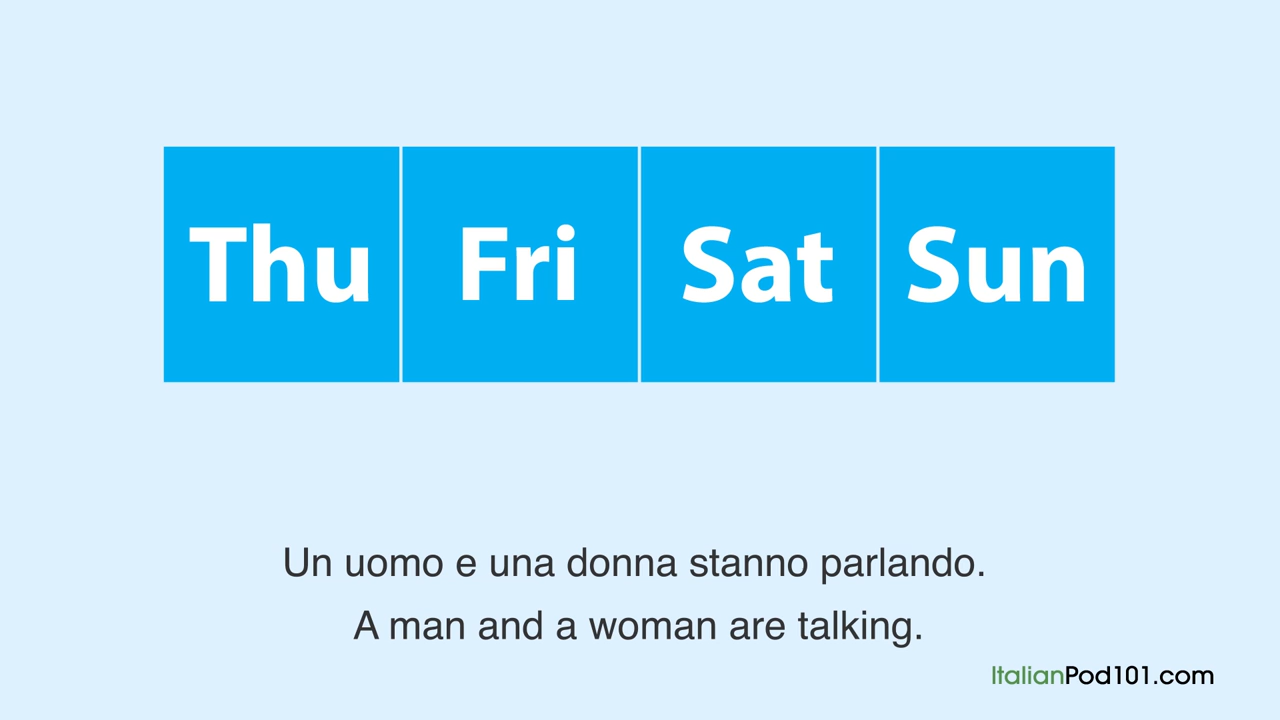 Thu Fri Sat Sun
Un uomo e una donna stanno parlando.
A man and a woman are talking.
ItalianPod101.com